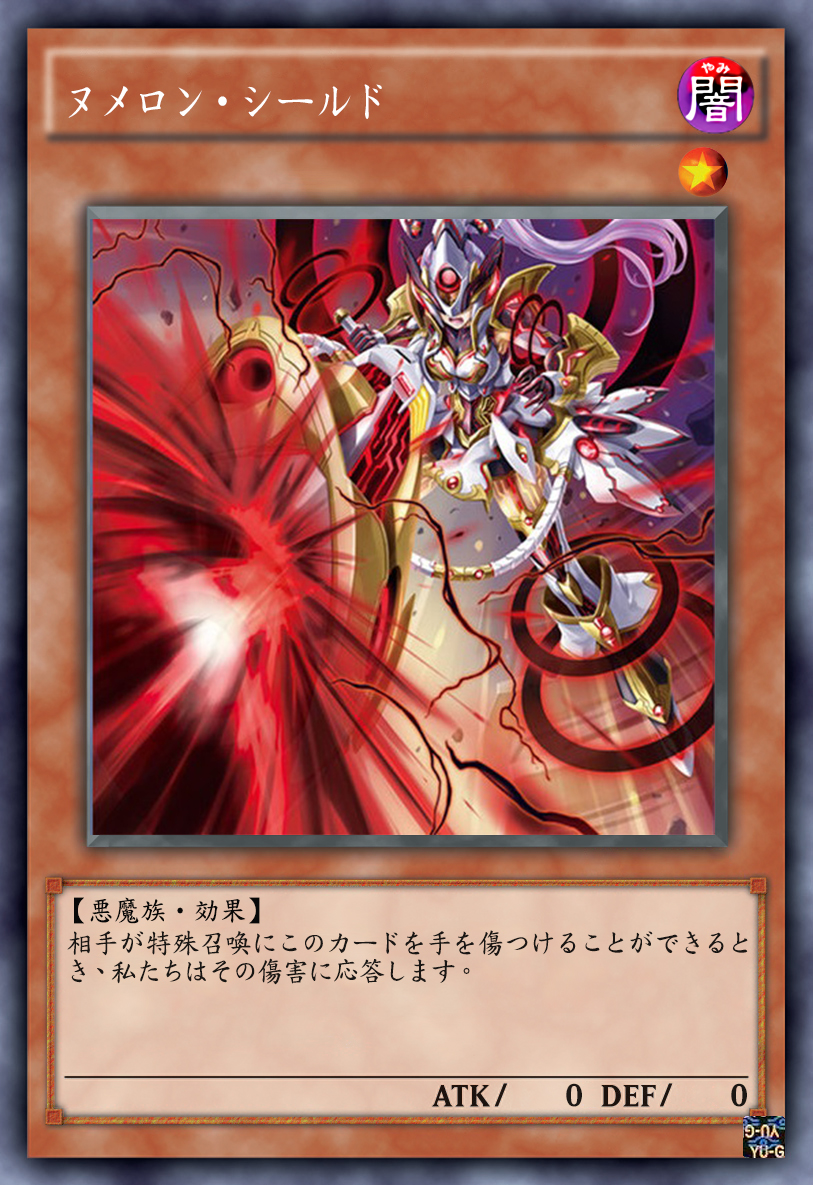 ヌメロン・シールド
やみ
闇
【悪魔族・効果】
相手が特殊召喚にこのカードを手を傷つけることができると
き、私たちはその傷害に応答します。
ATK/ 0 DEF/ 0
YU-G
YU-G